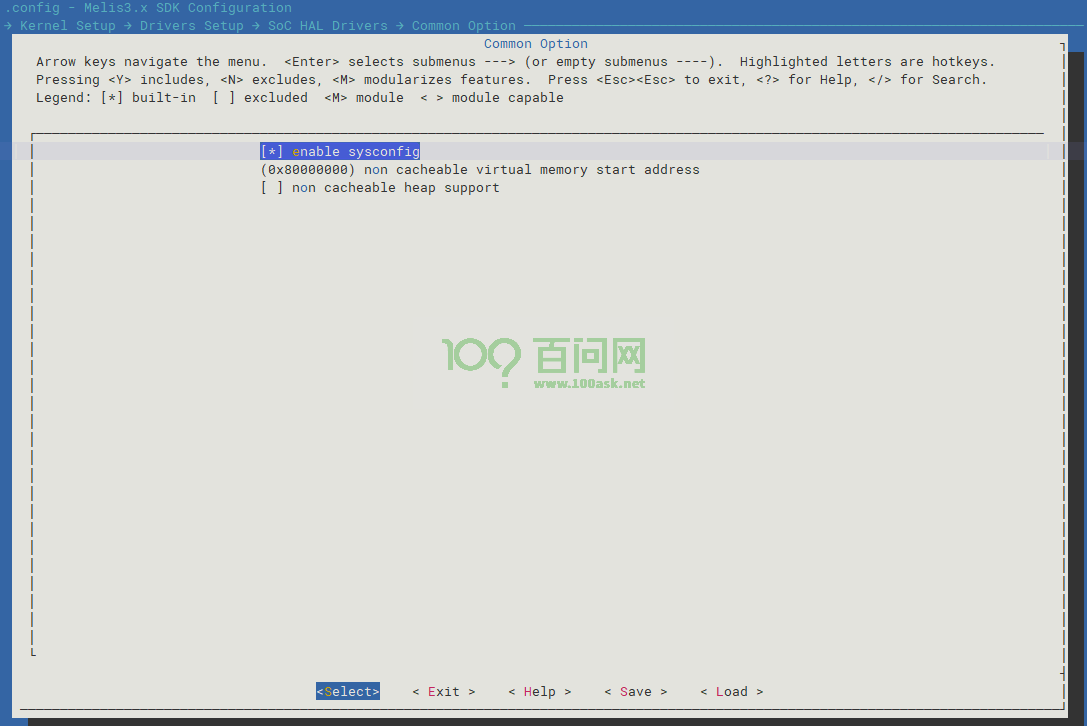 .config - Melis3.x SDK Configuration
→ Kernel Setup → Drivers Setup → SoC HAL Drivers → Common Option
Common Option
Arrow keys navigate the menu.  <Enter> selects submenus ---> (or empty submenus ----).  Highlighted letters are hotkeys.
Pressing <Y> includes, <N> excludes, <M> modularizes features.  Press <Esc><Esc> to exit, <?> for Help, </> for Search.
Legend: [*] built-in  [ ] excluded  <M> module  < > module capable
[*] enable sysconfig
(0x80000000) non cacheable virtual memory start address
[ ] non cacheable heap support
100? 百问网
www.100ask.net
<Select>    < Exit >    < Help >    < Save >    < Load >